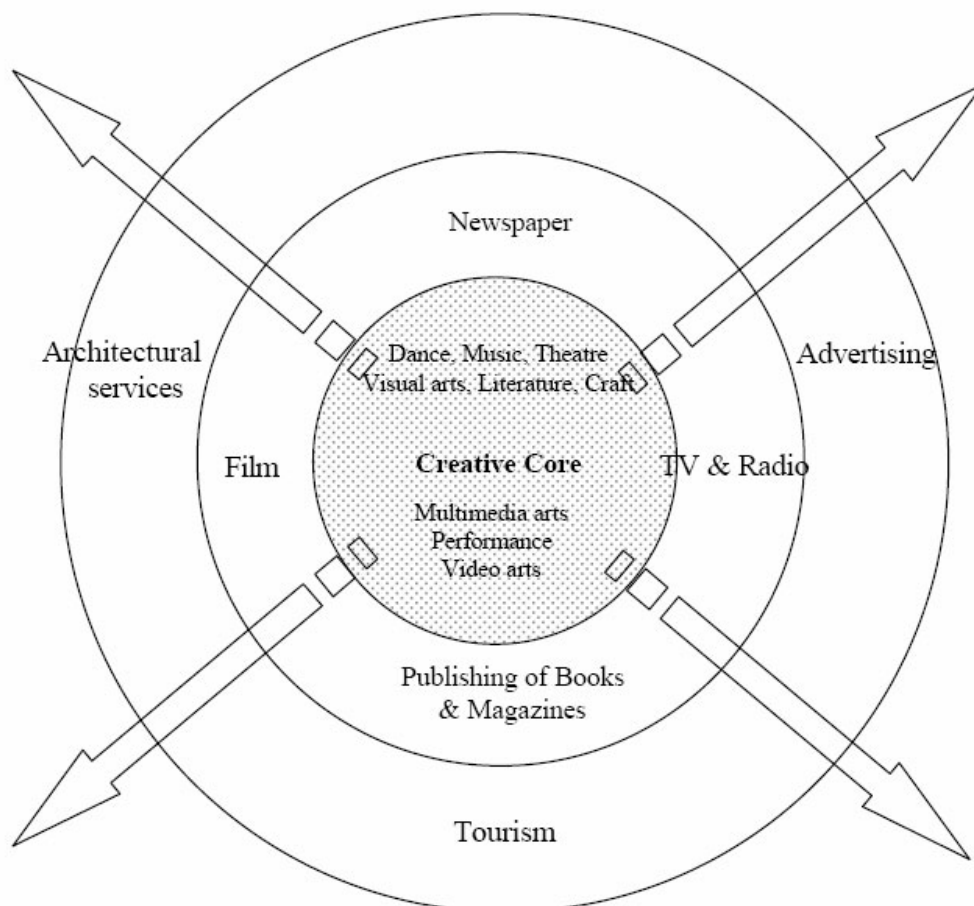 Newspaper
Dance, Music, Theatre
Visual arts, Literature, Craft
Architectural
services
Advertising
Film
Creative Core
TV & Radio
Multimedia arts
Performance
Video arts
Publishing of Books
& Magazines
Tourism